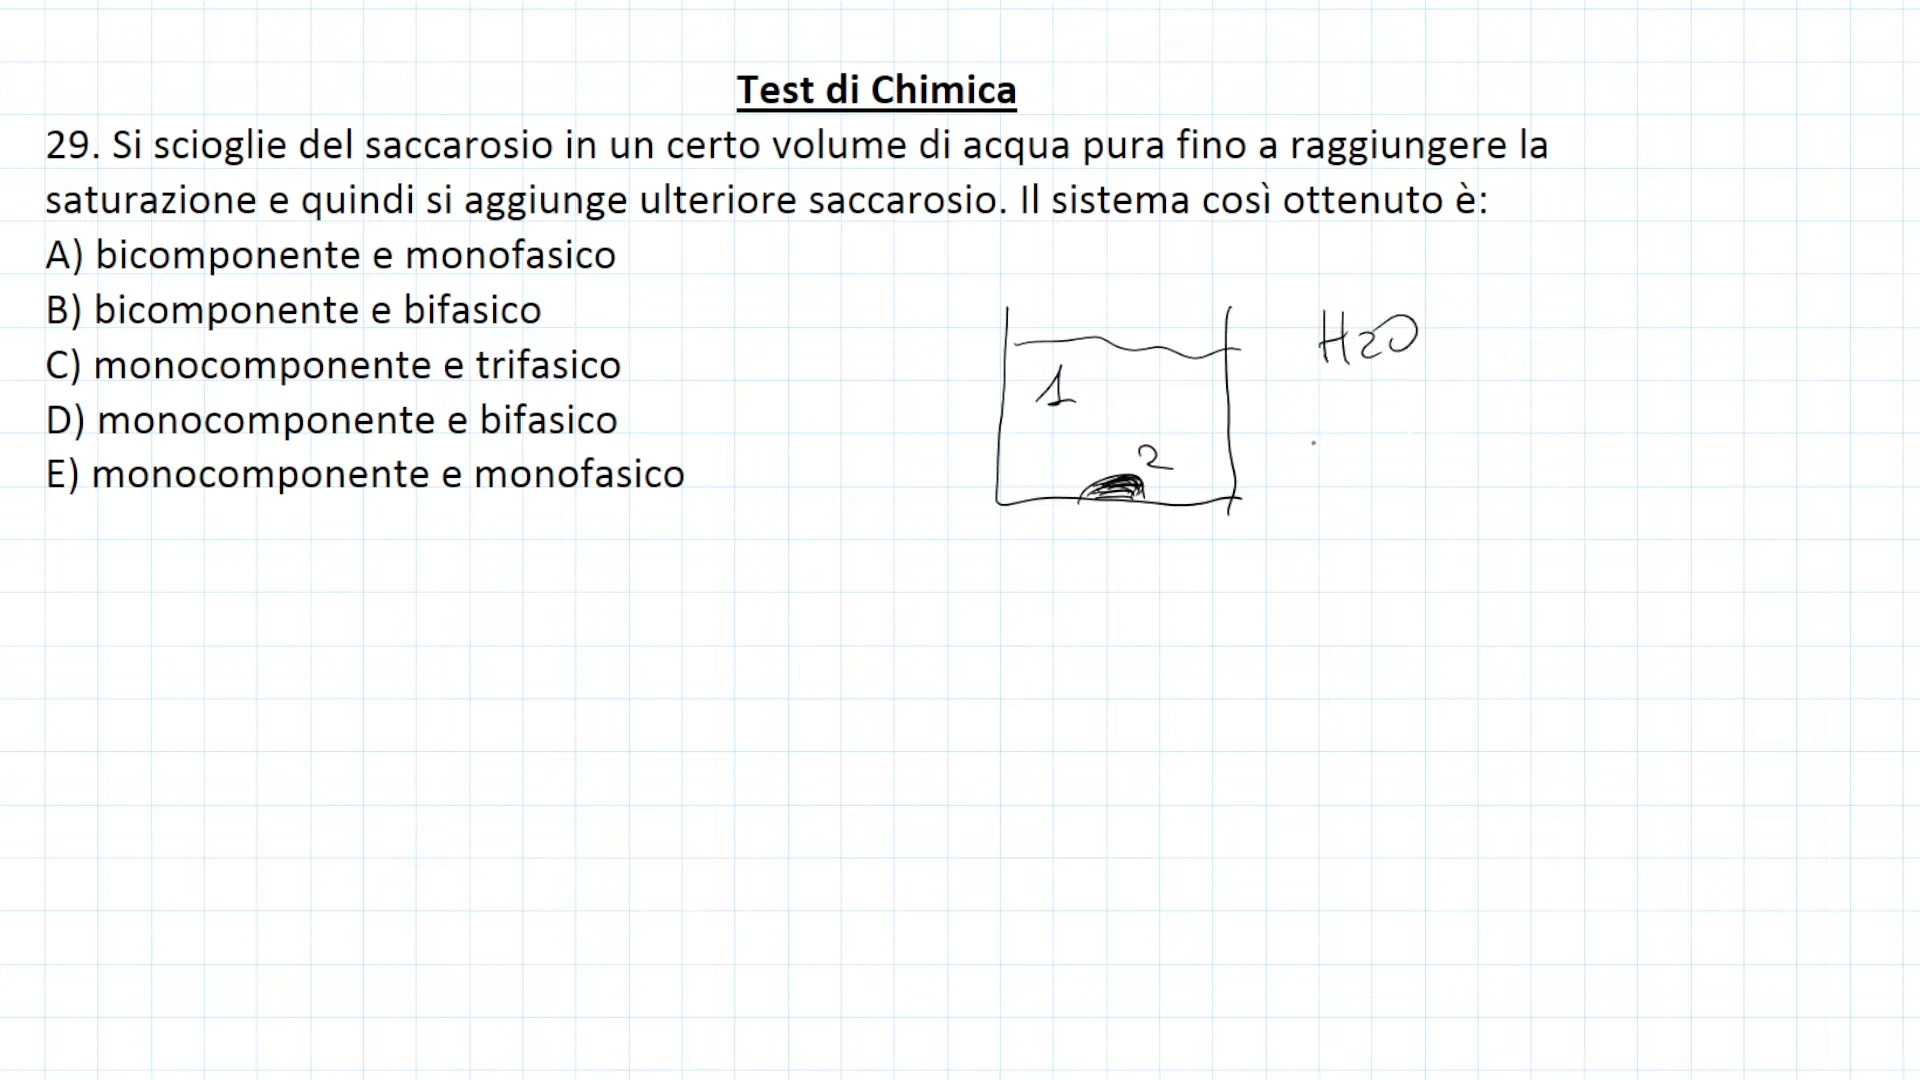 Test di Chimica
29. Si scioglie del saccarosio in un certo volume di acqua pura fino a raggiungere la
saturazione e quindi si aggiunge ulteriore saccarosio. Il sistema così ottenuto è:
A) bicomponente e monofasico
B) bicomponente e bifasico
C) monocomponente e trifasico
D) monocomponente e bifasico
E) monocomponente e monofasico
H2O
1
2